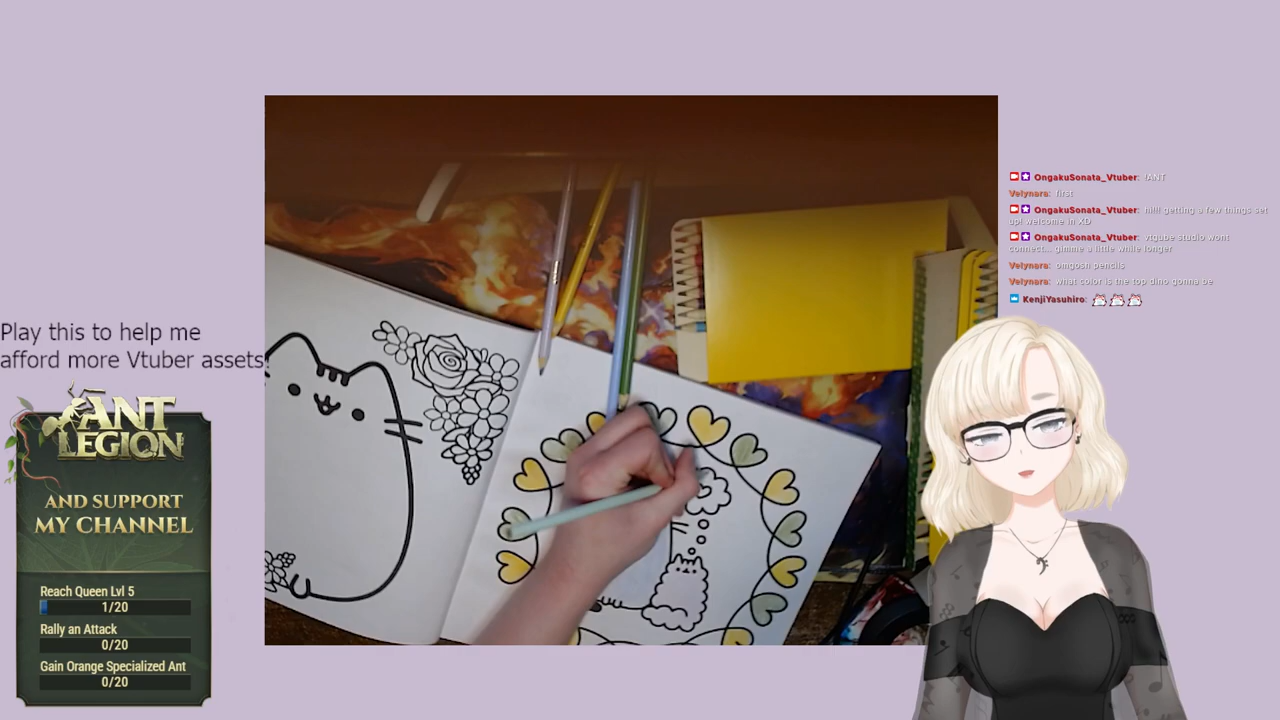 OngakuSonata_Vtuber: !ANT
Velynara: first
OngakuSonata_Vtuber: hi!!! getting a few things set
up! welcome in XD
OngakuSonata_Vtuber: vtgube studio wont
connect... gimme a little while longer
Velynara: omgosh pencils
Velynara: what color is the top dino gonna be
KenjiYasuhiro:
Play this to help me
afford more Vtuber assets!
ANT
LEGION
AND SUPPORT
MY CHANNEL
Reach Queen Lvl 5
1/20
Rally an Attack
0/20
Gain Orange Specialized Ant
0/20